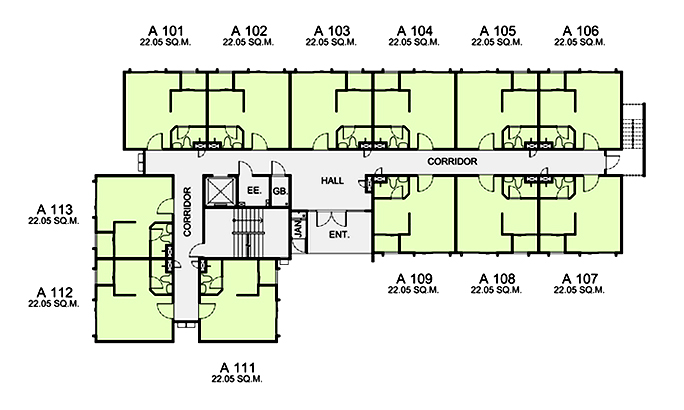 A 101
22.05 SQ.M.
A 102
22.05 SQ.M.
A 103
22.05 SQ.M.
A 104
22.05 SQ.M.
A 105
22.05 SQ.M.
A 106
22.05 SQ.M.
CORRIDOR
HALL
EE.
GB.
CORRIDOR
JAN.
ENT.
A 113
22.05 SQ.M.
A 112
22.05 SQ.M.
A 109
22.05 SQ.M.
A 108
22.05 SQ.M.
A 107
22.05 SQ.M.
A 111
22.05 SQ.M.